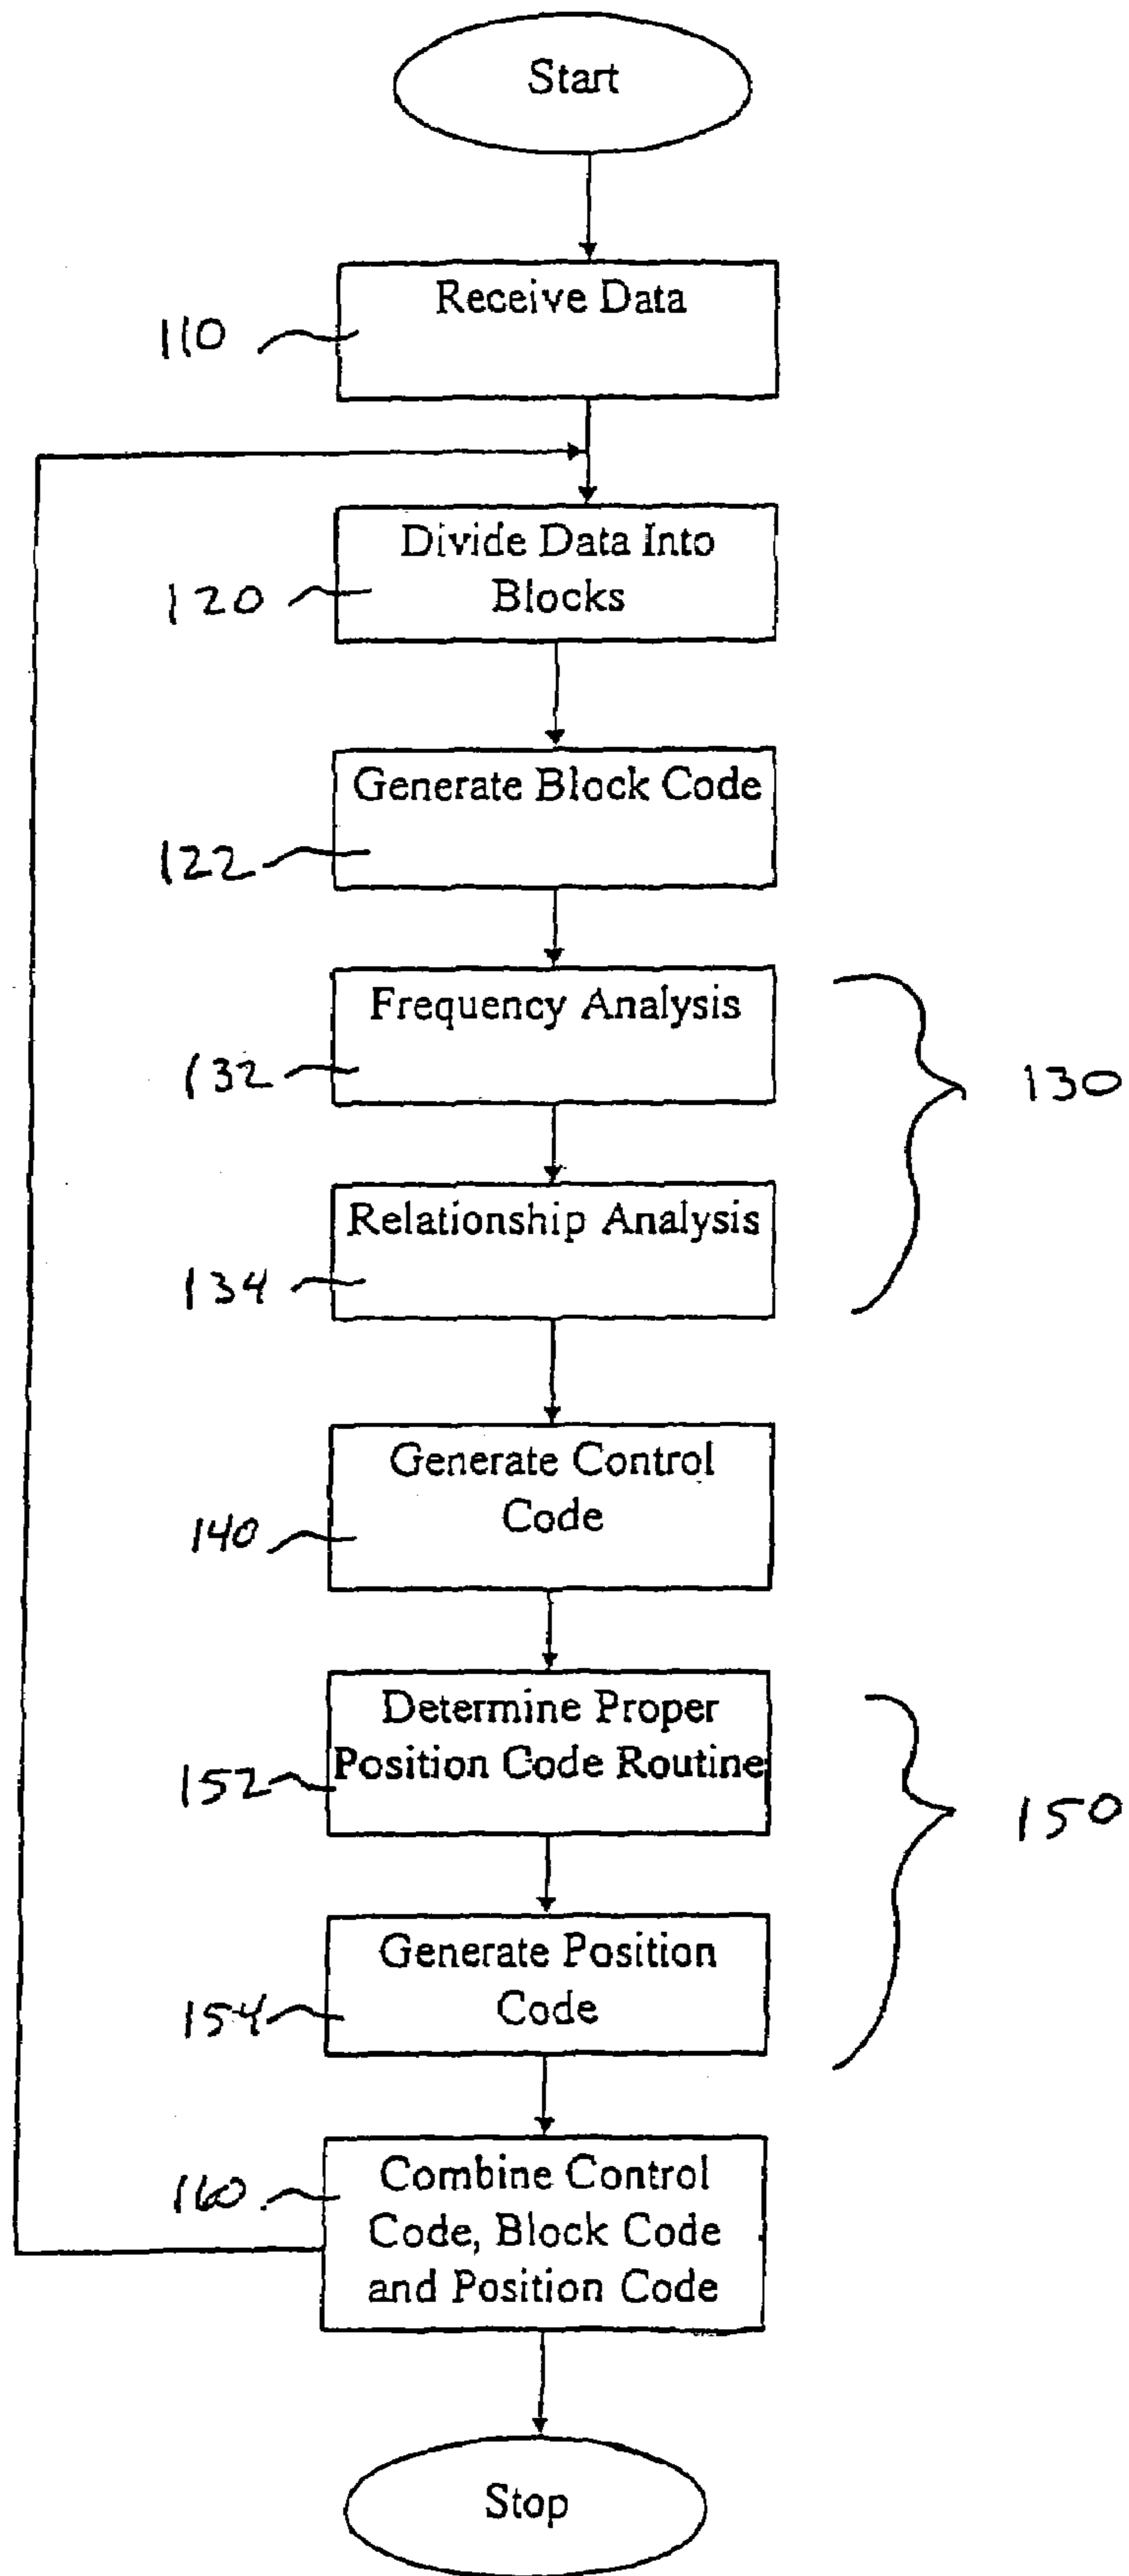 Start
Receive Data
110
Divide Data Into
Blocks
120
Generate Block Code
122
Frequency Analysis
132
130
Relationship Analysis
134
Generate Control
Code
140
Determine Proper
Position Code Routine
152
150
Generate Position
Code
154
Combine Control
160
Code, Block Code
and Position Code
Stop